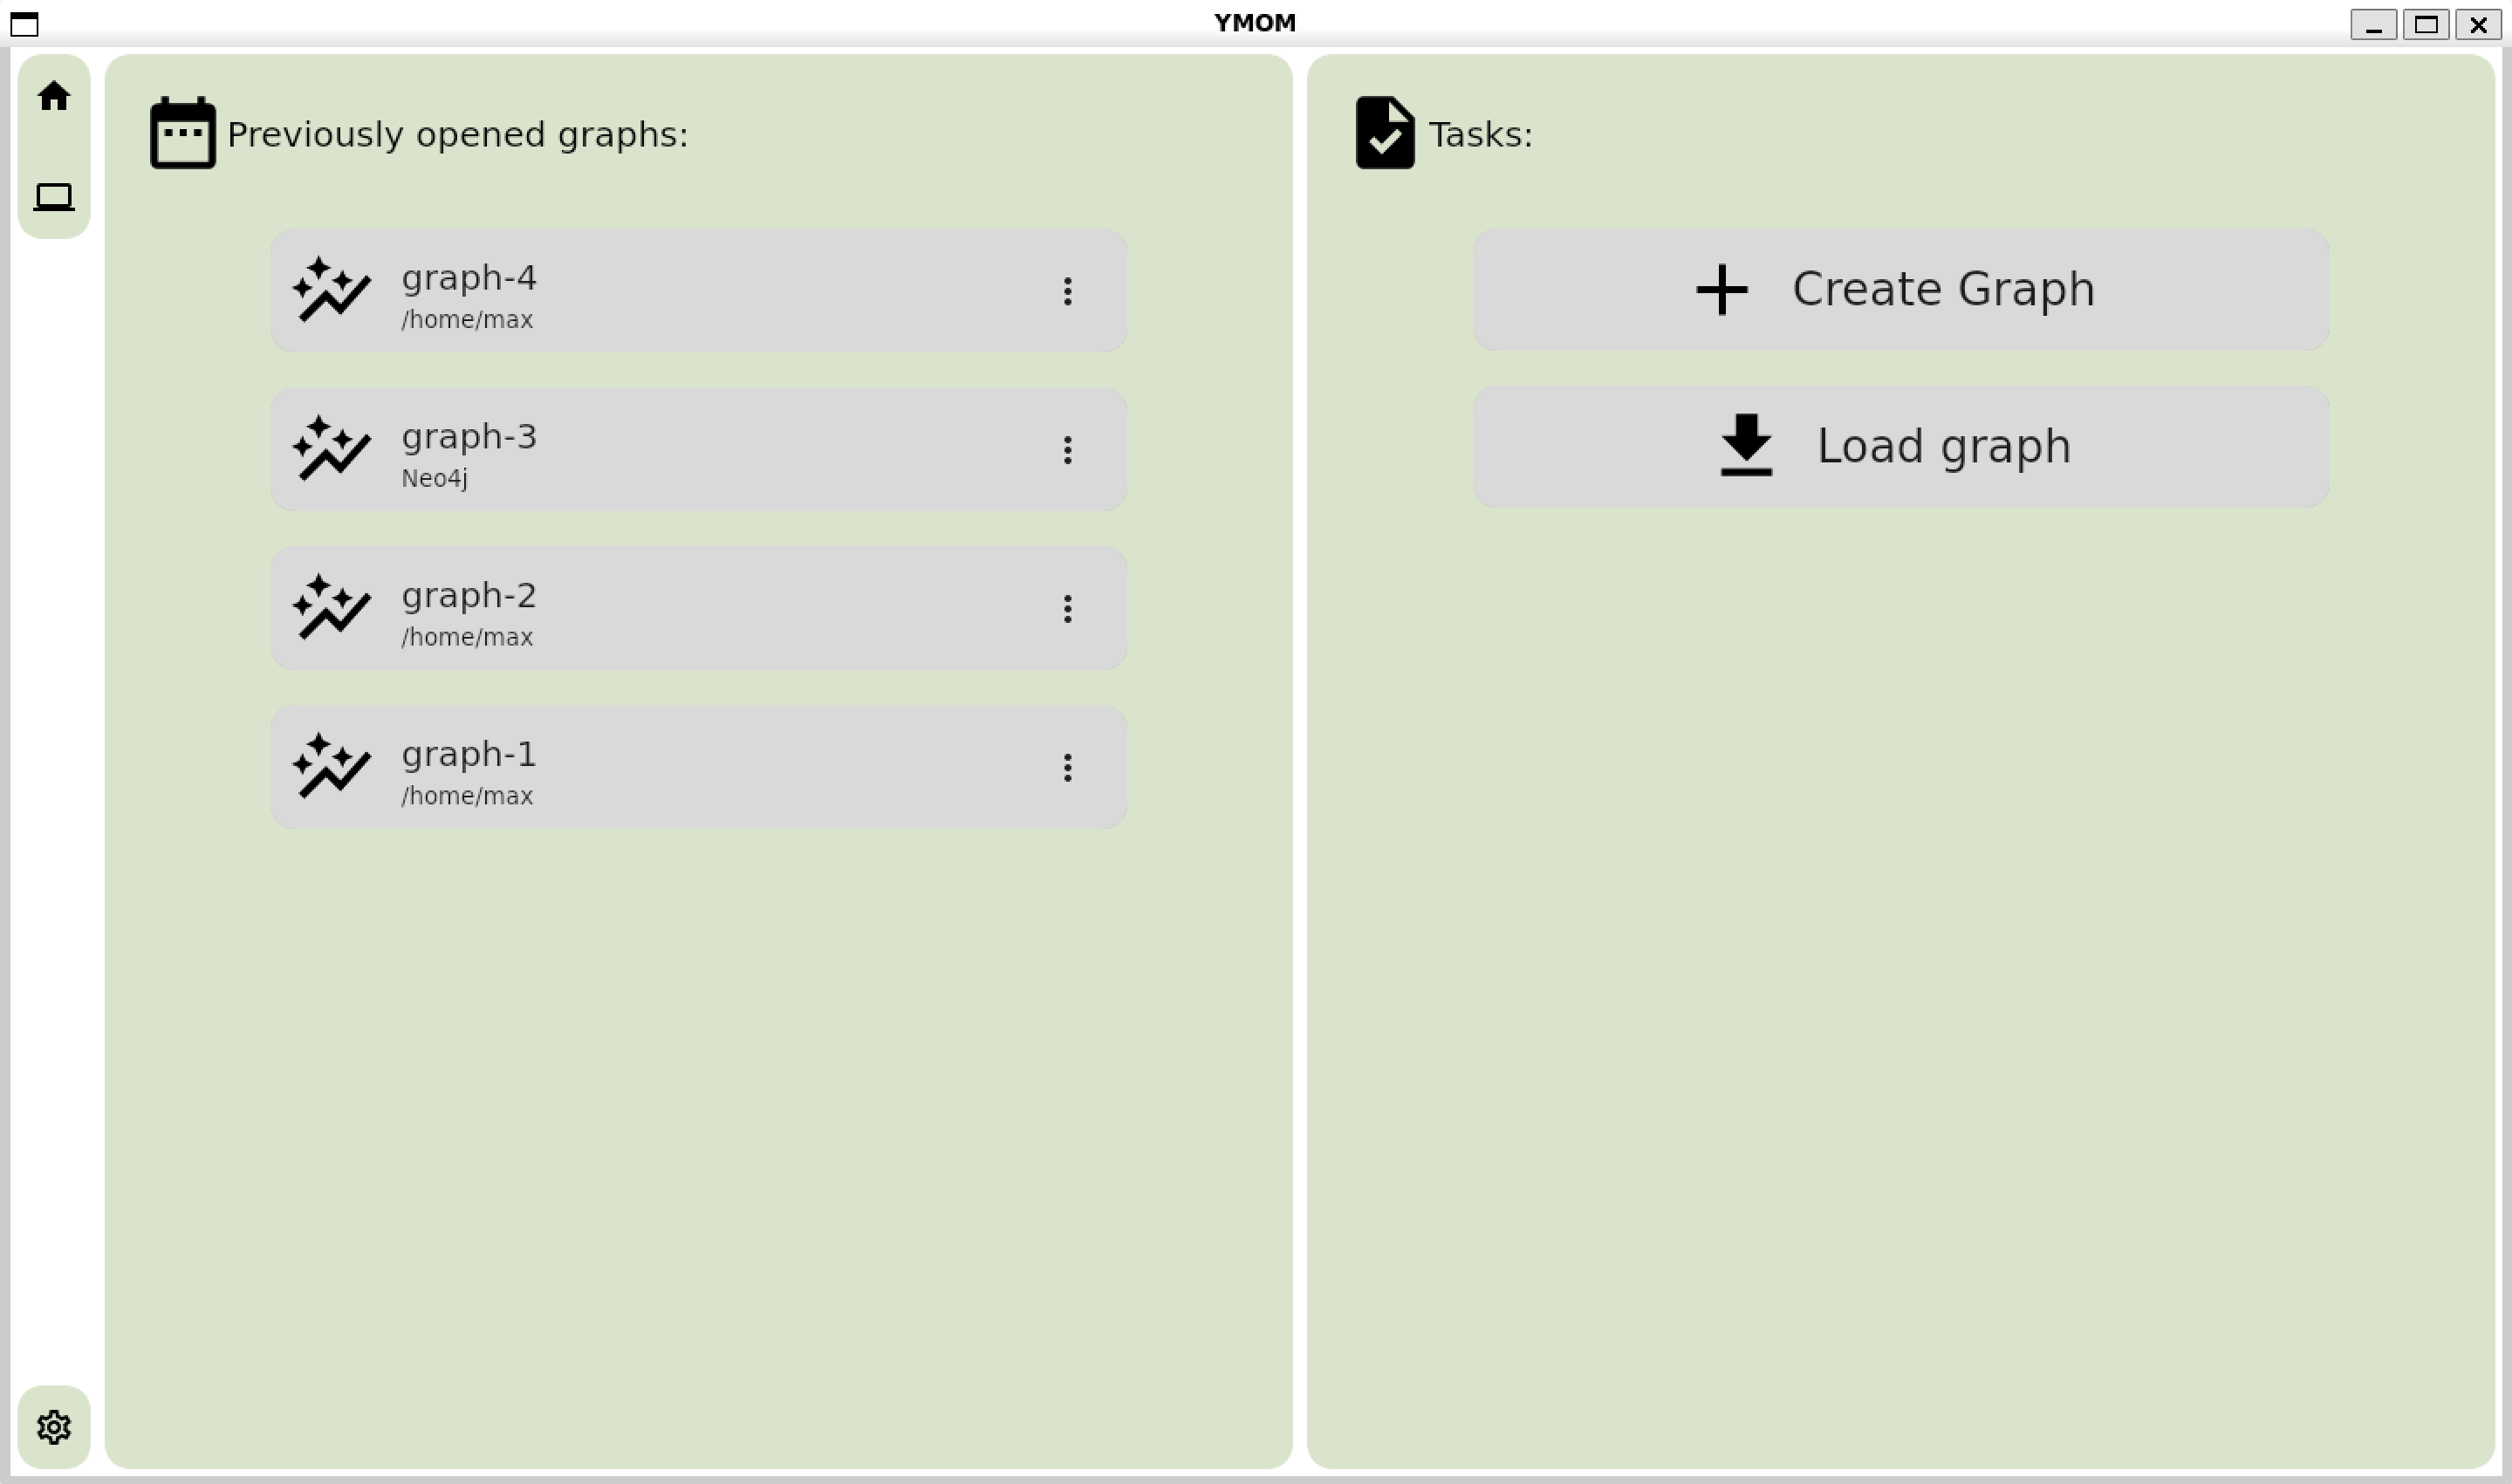 YMOM
Previously opened graphs:
graph-4
/home/max
graph-3
Neo4j
graph-2
/home/max
graph-1
/home/max
Tasks:
Create Graph
Load graph